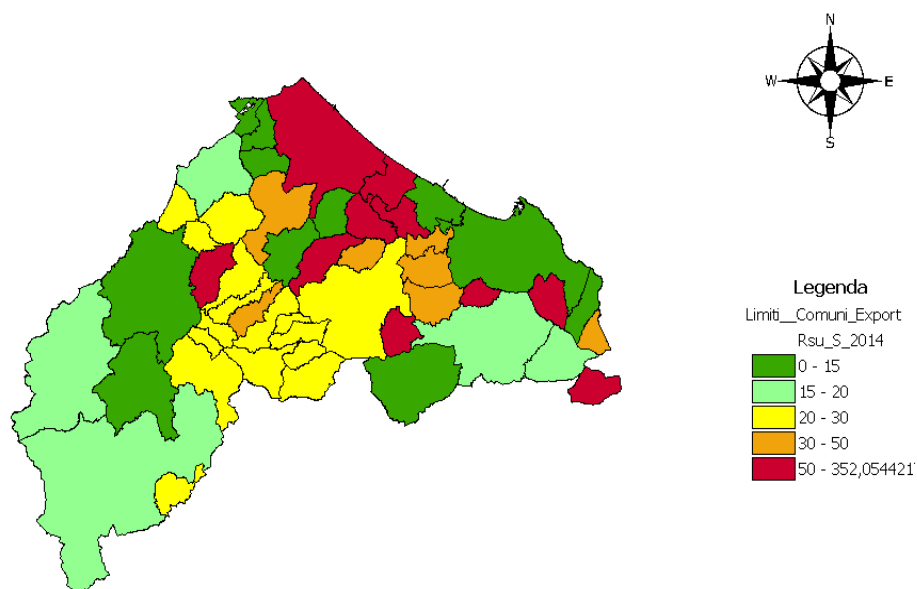 N
W E
S
Legenda
Limiti__Comuni_Export
Rsu_S_2014
0 - 15
15 - 20
20 - 30
30 - 50
50 - 352,054421